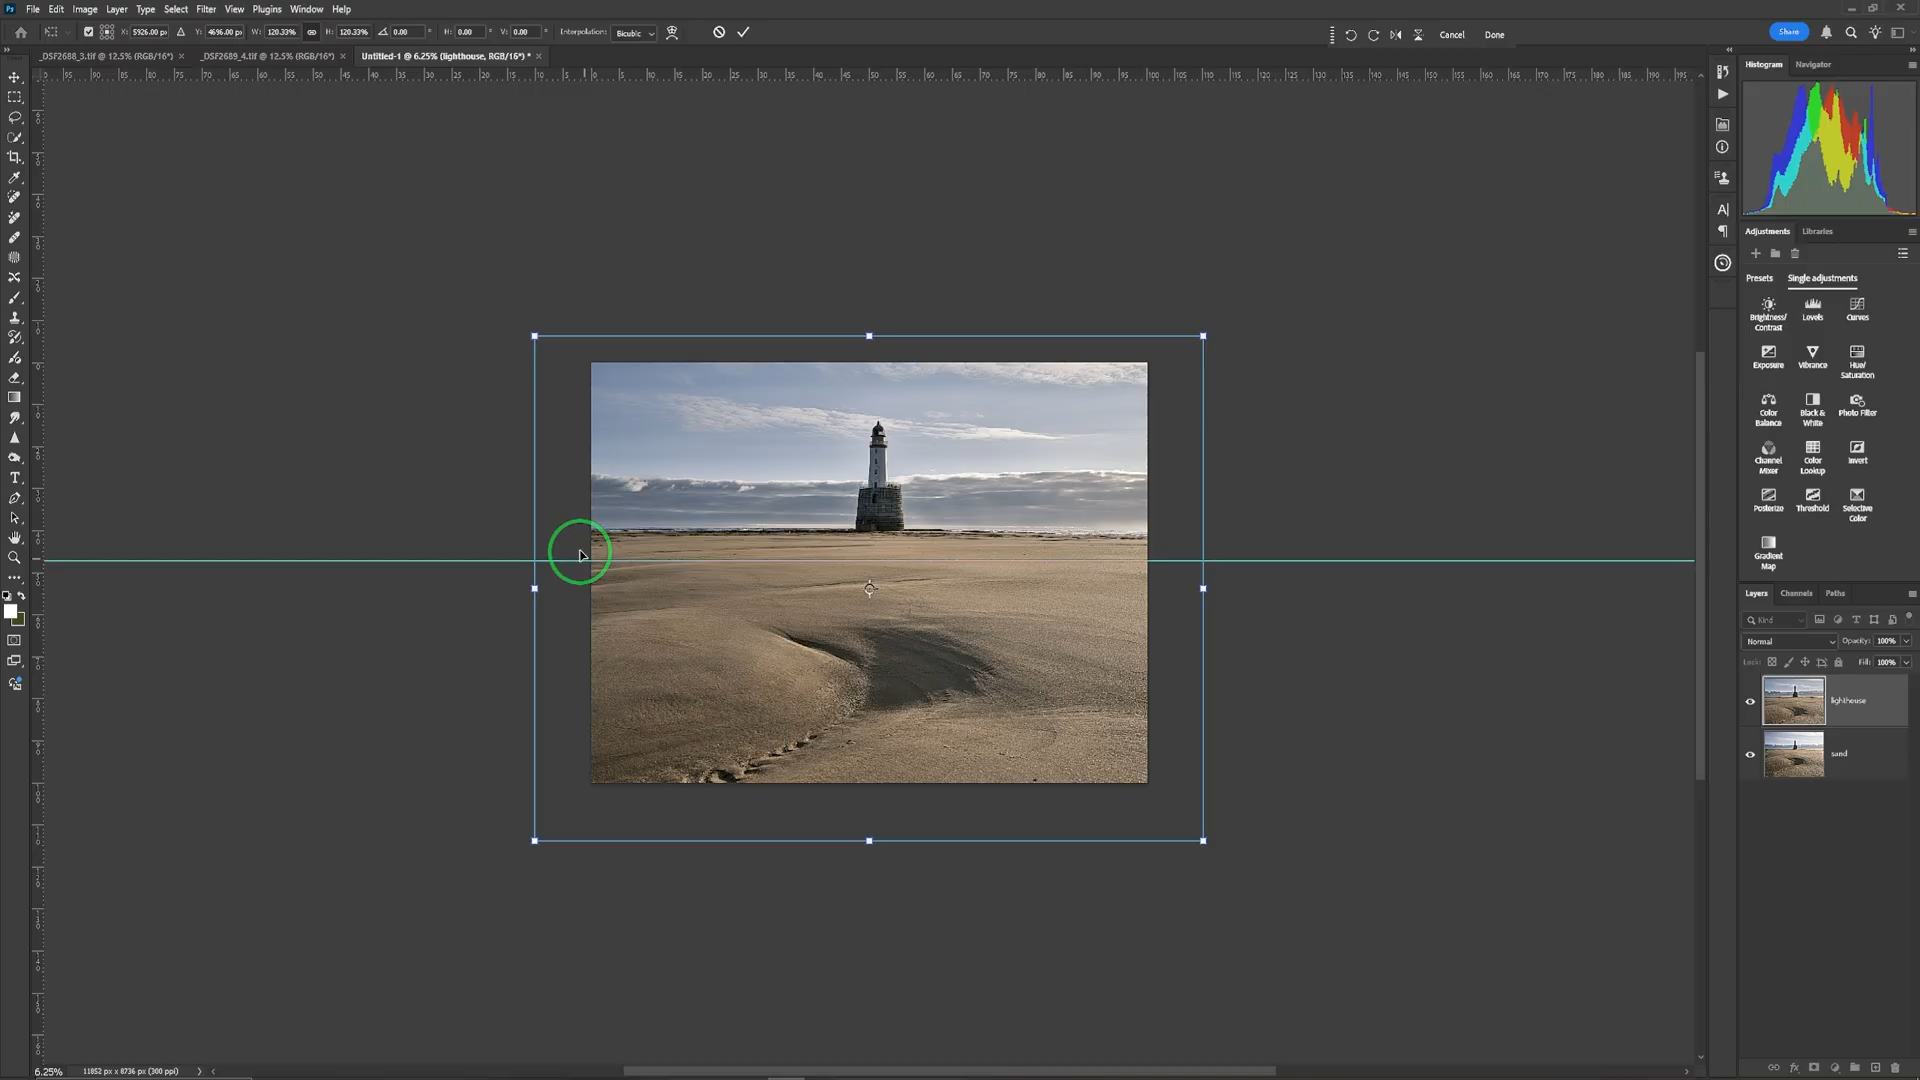 Ps File Edit Image Layer Type Select Filter View Plugins Window Help
X: 5926.00 px Y: 4696.00 px W: 120.33% H: 120.33% 0.00 ° H: 0.00 ° V: 0.00 ° Interpolation: Bicubic Cancel Done Share
_DSF2688_3.tif @ 12.5% (RGB/16*) × _DSF2689_4.tif @ 12.5% (RGB/16*) × Untitled-1 @ 6.25% (lighthouse, RGB/16*) * ×
Histogram Navigator
Adjustments Libraries
Presets Single adjustments
Brightness/
Contrast
Levels
Curves
Exposure
Vibrance
Hue/
Saturation
Color
Balance
Black &
White
Photo Filter
Channel
Mixer
Color
Lookup
Invert
Posterize
Threshold
Selective
Color
Gradient
Map
Layers Channels Paths
Kind
Normal Opacity: 100%
Lock: Fill: 100%
lighthouse
sand
6.25% 11852 px x 8736 px (300 ppi)